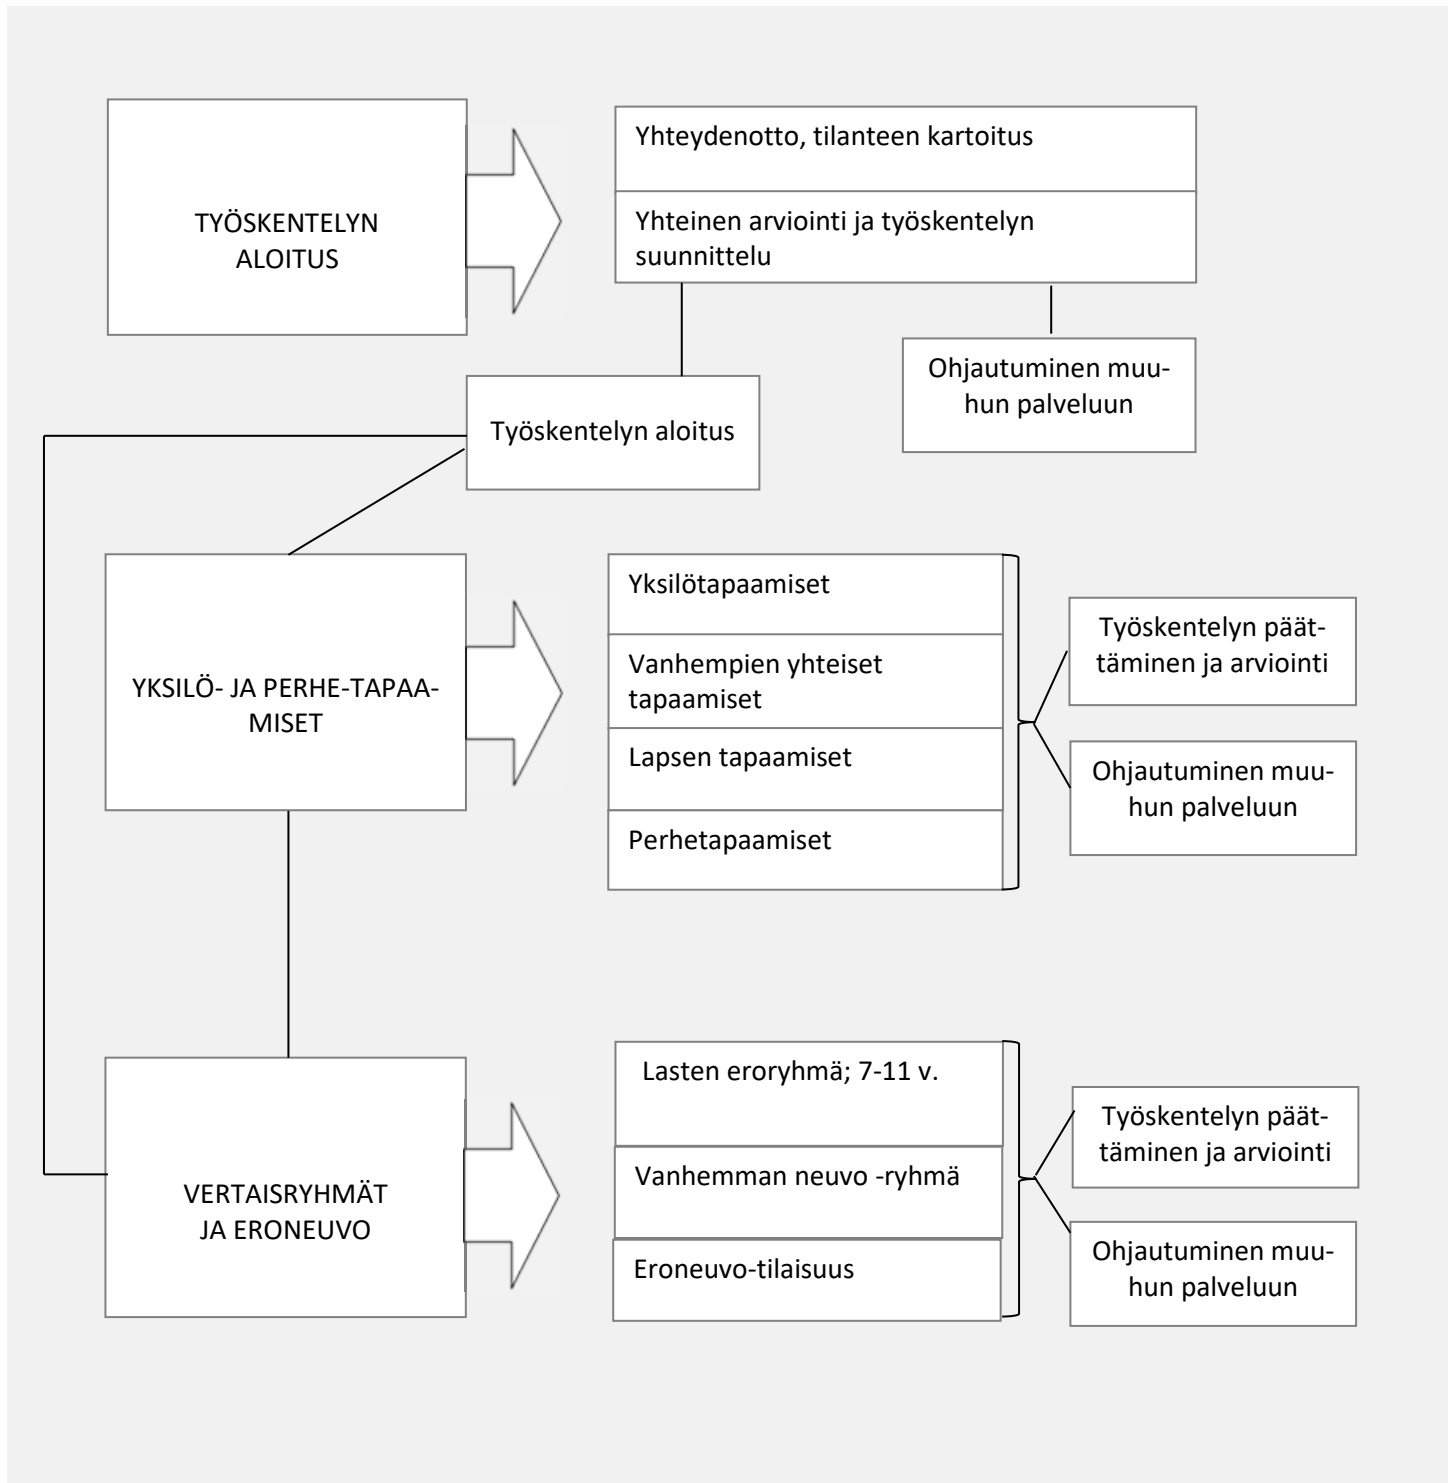 TYÖSKENTELYN
ALOITUS
Yhteydenotto, tilanteen kartoitus
Yhteinen arviointi ja työskentelyn
suunnittelu
Ohjautuminen muu-
hun palveluun
Työskentelyn aloitus
YKSILÖ- JA PERHE-TAPAA-
MISET
Yksilötapaamiset
Vanhempien yhteiset
tapaamiset
Lapsen tapaamiset
Perhetapaamiset
Työskentelyn päät-
täminen ja arviointi
Ohjautuminen muu-
hun palveluun
VERTAISRYHMÄT
JA ERONEUVO
Lasten eroryhmä; 7-11 v.
Vanhemman neuvo -ryhmä
Eroneuvo-tilaisuus
Työskentelyn päät-
täminen ja arviointi
Ohjautuminen muu-
hun palveluun